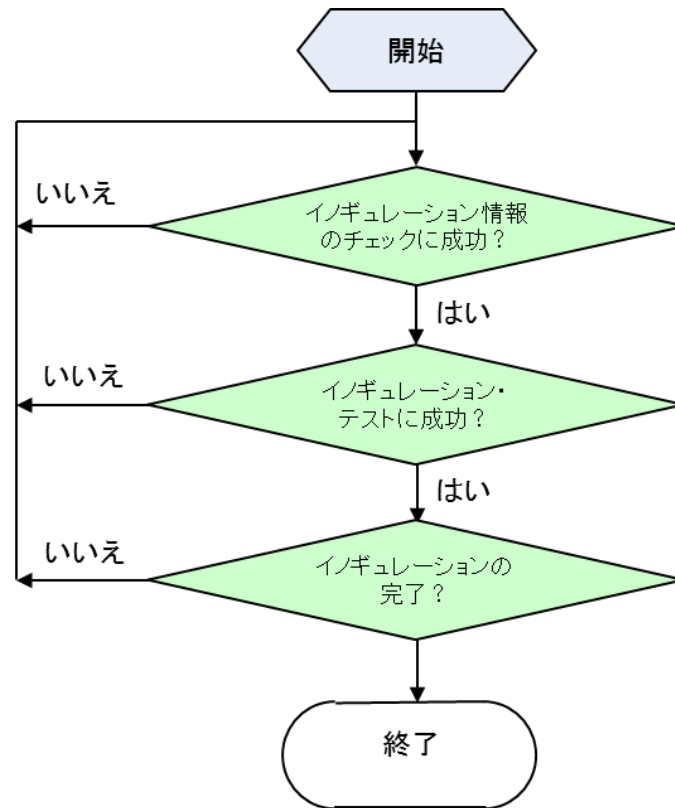 開始
いいえ
イノギュレーション情報
のチェックに成功？
はい
いいえ
イノギュレーション・
テストに成功？
はい
いいえ
イノギュレーションの
完了？
終了